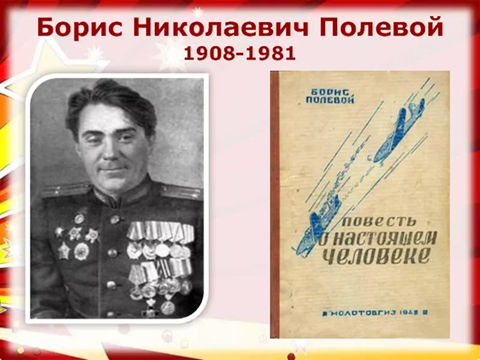 Борис Николаевич Полевой
1908-1981
БОРИС
ПОЛЕВОЙ
ПОВЕСТЬ
О НАСТОЯЩЕМ
ЧЕЛОВЕКЕ
МОЛОТОВГИЗ 1948